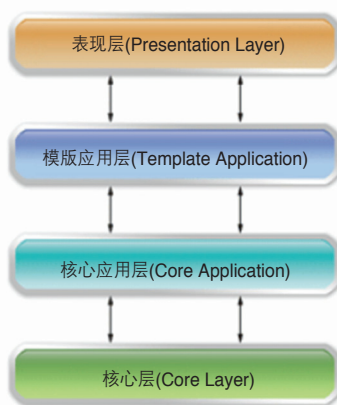 表现层(Presentation Layer)
模版应用层(Template Application)
核心应用层(Core Application)
核心层(Core Layer)